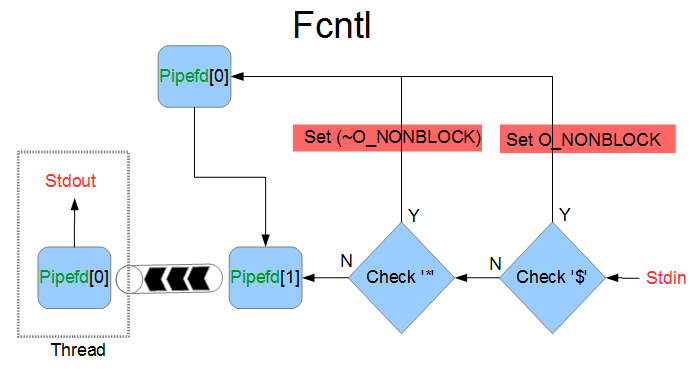 Fcntl
Pipefd[0]
Set (~O_NONBLOCK)
Set O_NONBLOCK
Stdout
Y
Y
Pipefd[0]
Pipefd[1]
N
Check '*'
N
Check '$'
Stdin
Thread